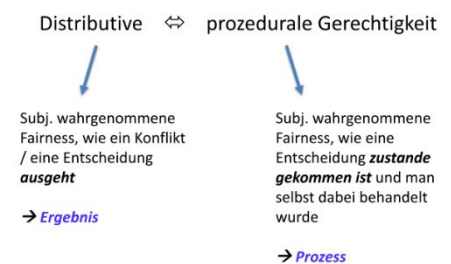 Distributive ⇔ prozedurale Gerechtigkeit
Subj. wahrgenommene
Fairness, wie ein Konflikt
/ eine Entscheidung
ausgeht
→ Ergebnis
Subj. wahrgenommene
Fairness, wie eine
Entscheidung zustande
gekommen ist und man
selbst dabei behandelt
wurde
→ Prozess